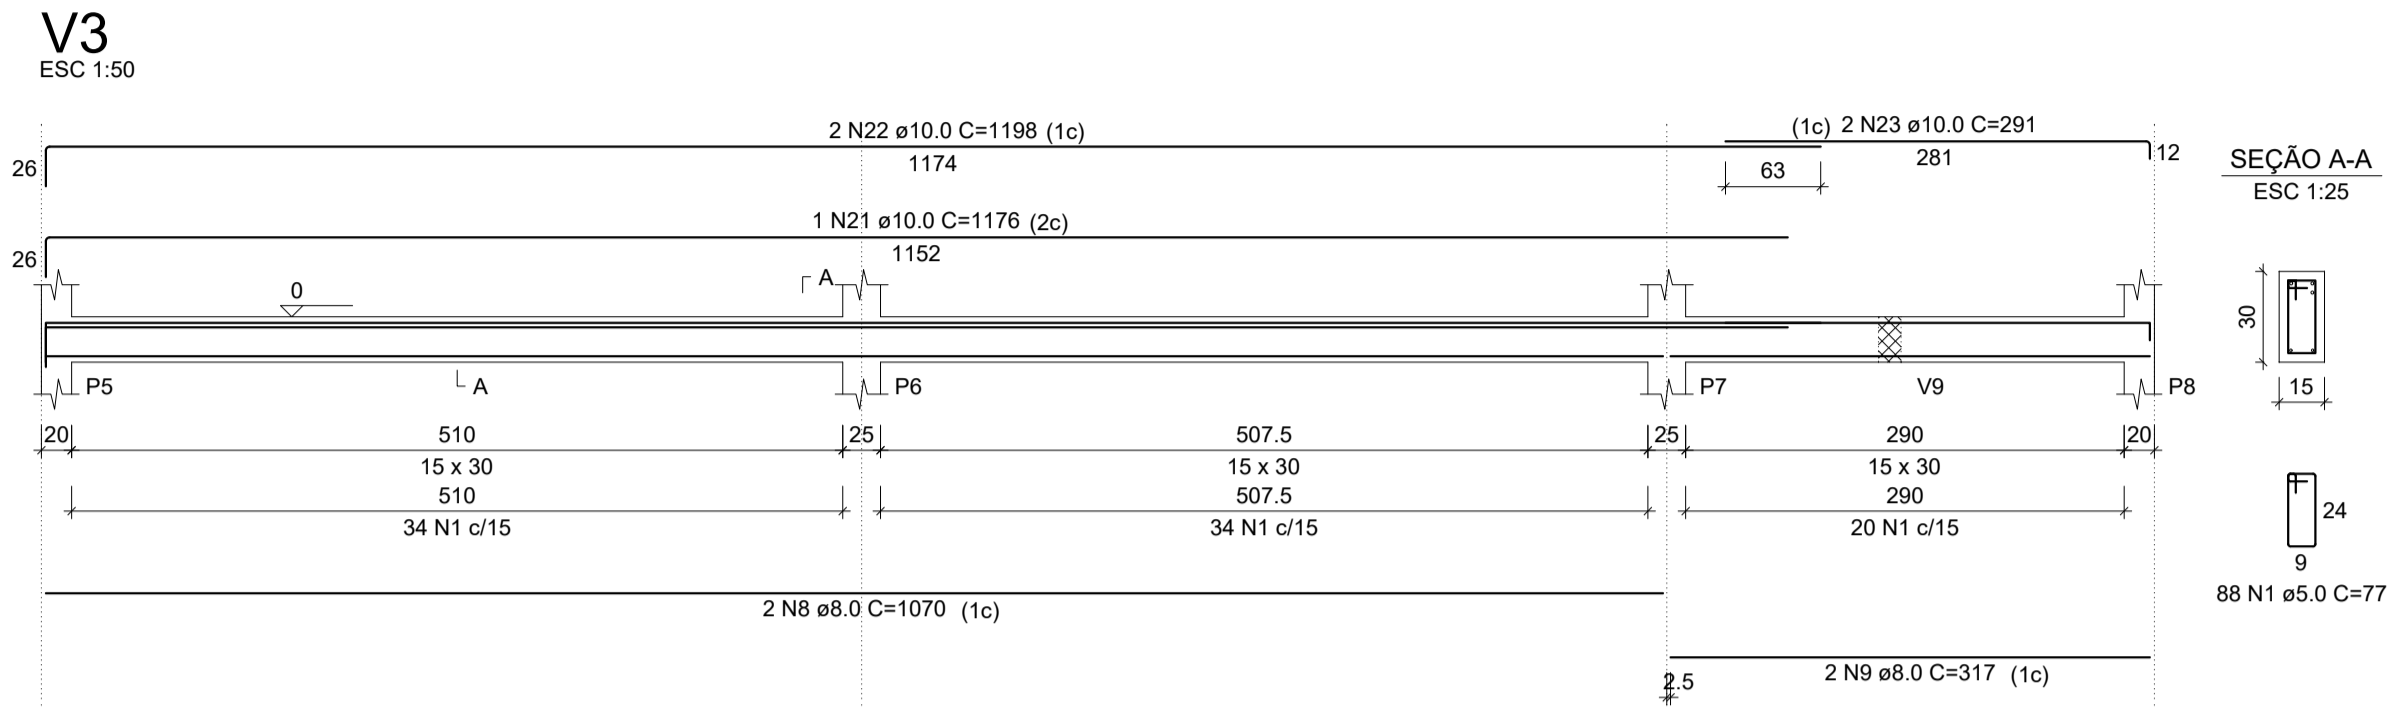 V3
ESC 1:50
2 N22 ø10.0 C=1198 (1c)
(1c) 2 N23 ø10.0 C=291
26
1174
281
12
63
SEÇÃO A-A
ESC 1:25
1 N21 ø10.0 C=1176 (2c)
26
1152
A
0
30
A
P5
P6
P7
V9
P8
15
20
510
25
507.5
25
290
20
15 x 30
15 x 30
15 x 30
510
507.5
290
24
34 N1 c/15
34 N1 c/15
20 N1 c/15
9
88 N1 ø5.0 C=77
2 N8 ø8.0 C=1070 (1c)
2.5
2 N9 ø8.0 C=317 (1c)